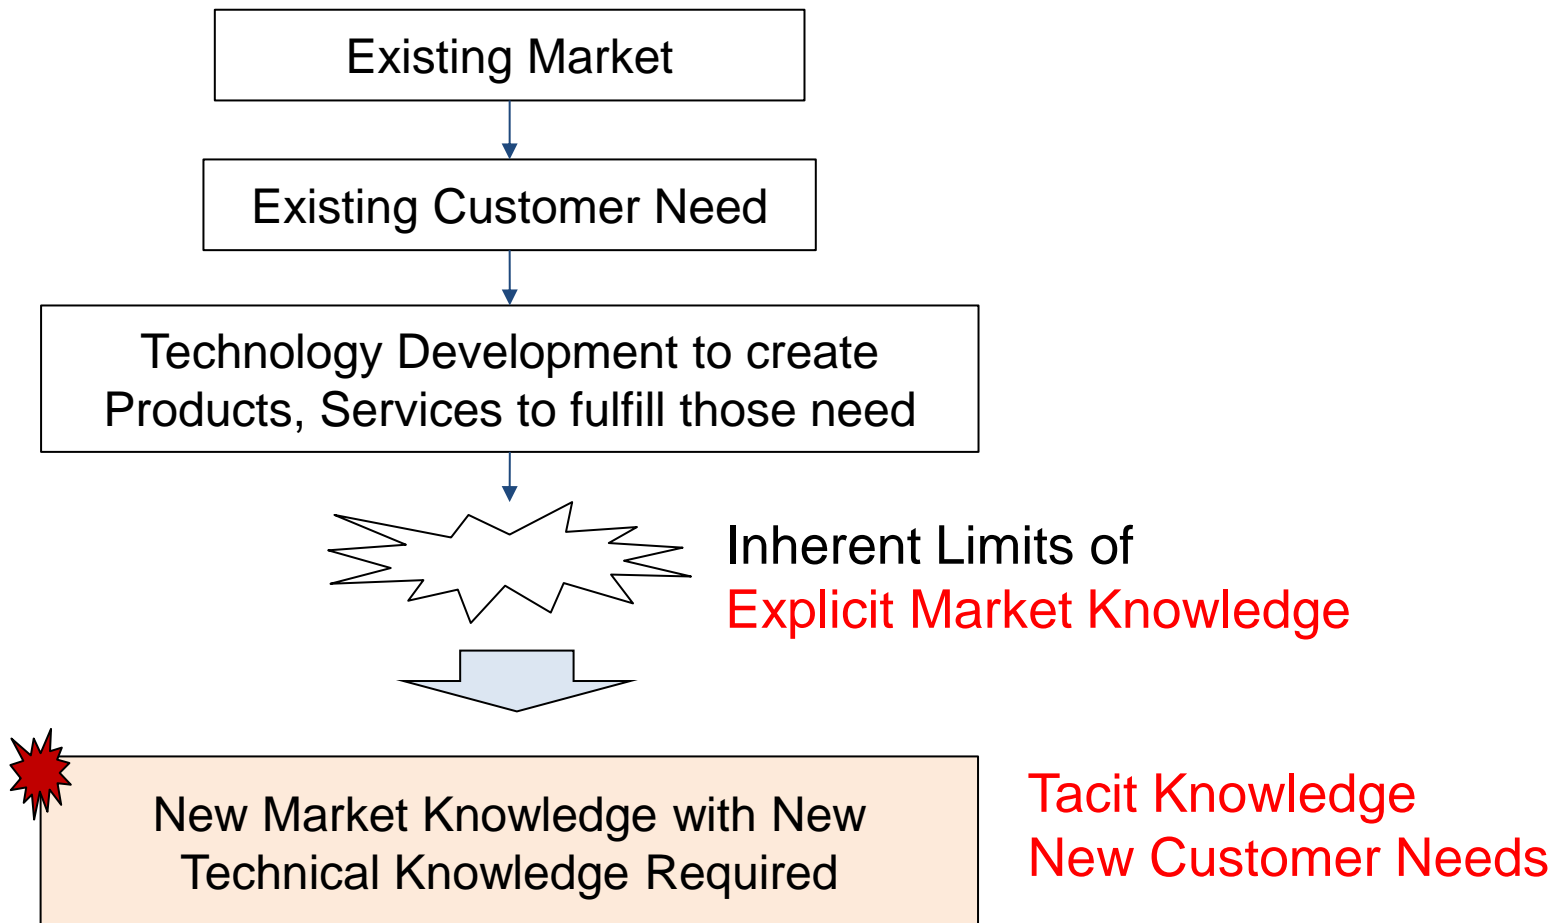 Existing Market
Existing Customer Need
Technology Development to create
Products, Services to fulfill those need
Inherent Limits of
Explicit Market Knowledge
New Market Knowledge with New
Technical Knowledge Required
Tacit Knowledge
New Customer Needs